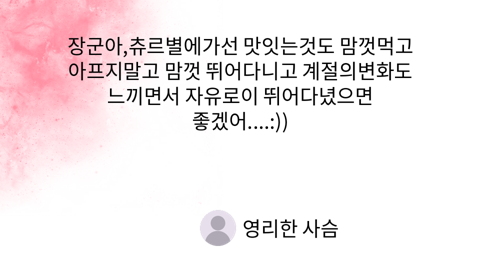 장군아,츄르별에가선 맛잇는것도 맘껏먹고
아프지말고 맘껏 뛰어다니고 계절의변화도
느끼면서 자유로이 뛰어다녔으면
좋겠어....:))
영리한 사슴